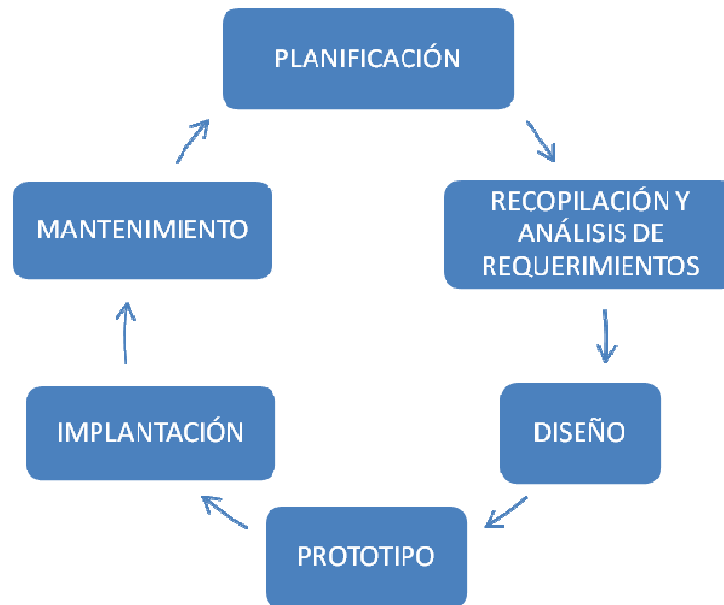 PLANIFICACIÓN
RECOPILACIÓN Y
ANÁLISIS DE
REQUERIMIENTOS
DISEÑO
PROTOTIPO
IMPLANTACIÓN
MANTENIMIENTO